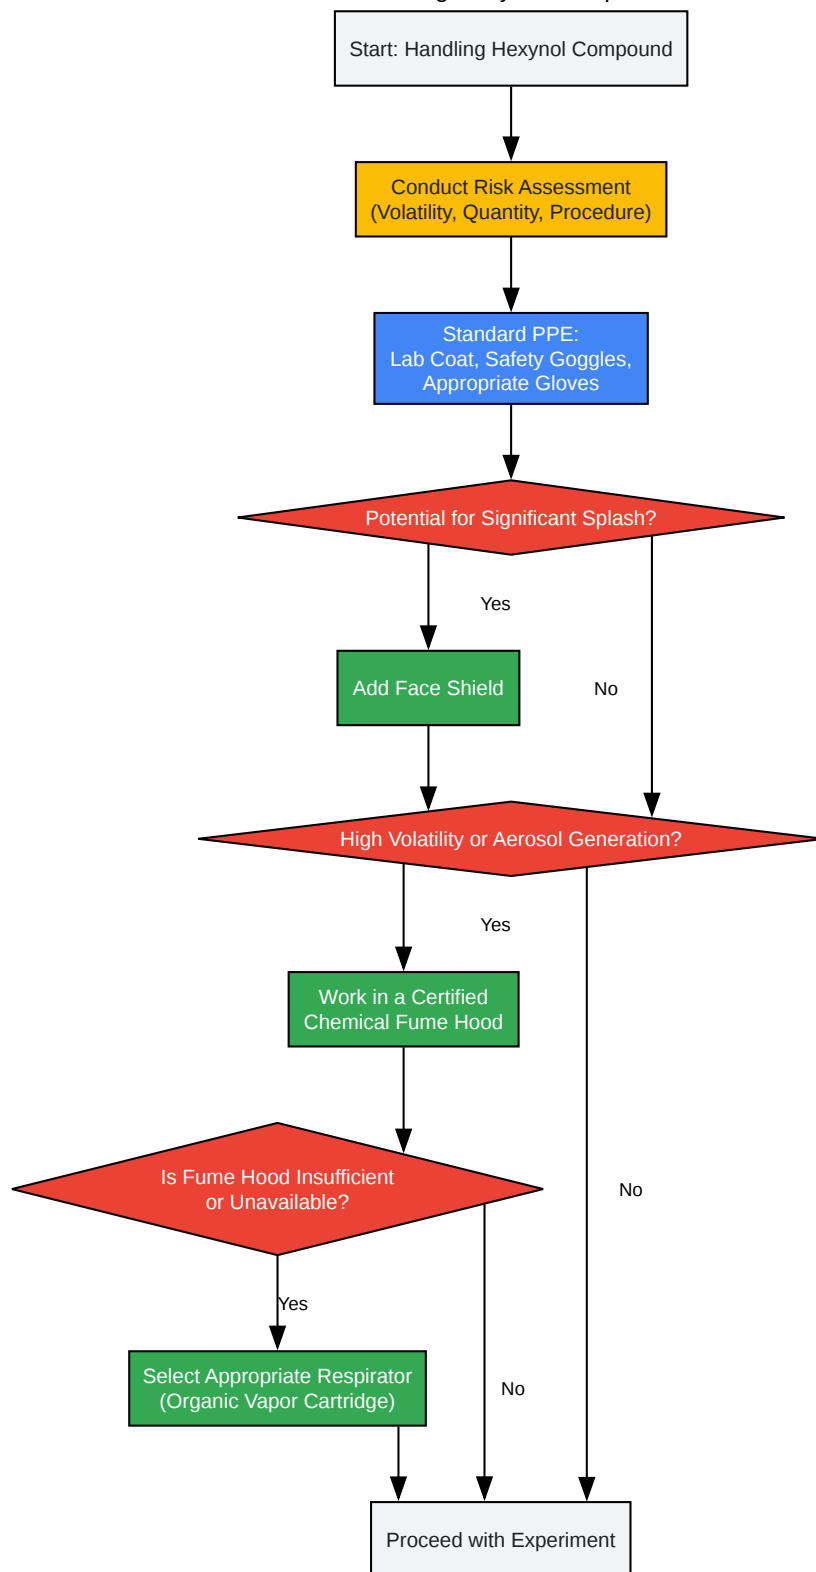 Start: Handling Hexynol Compound
Conduct Risk Assessment
(Volatility, Quantity, Procedure)
Standard PPE:
Lab Coat, Safety Goggles,
Appropriate Gloves
Potential for Significant Splash?
Yes
Add Face Shield
No
High Volatility or Aerosol Generation?
Yes
Work in a Certified
Chemical Fume Hood
Is Fume Hood Insufficient
or Unavailable?
No
Yes
Select Appropriate Respirator
(Organic Vapor Cartridge)
No
Proceed with Experiment